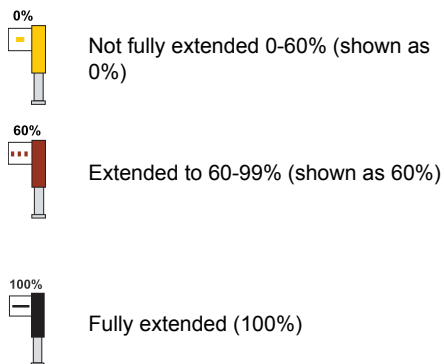 0%
Not fully extended 0-60% (shown as
0%)
60%
Extended to 60-99% (shown as 60%)
100%
Fully extended (100%)